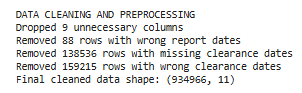 DATA CLEANING AND PREPROCESSING
Dropped 9 unnecessary columns
Removed 88 rows with wrong report dates
Removed 138536 rows with missing clearance dates
Removed 159215 rows with wrong clearance dates
Final cleaned data shape: (934966, 11)